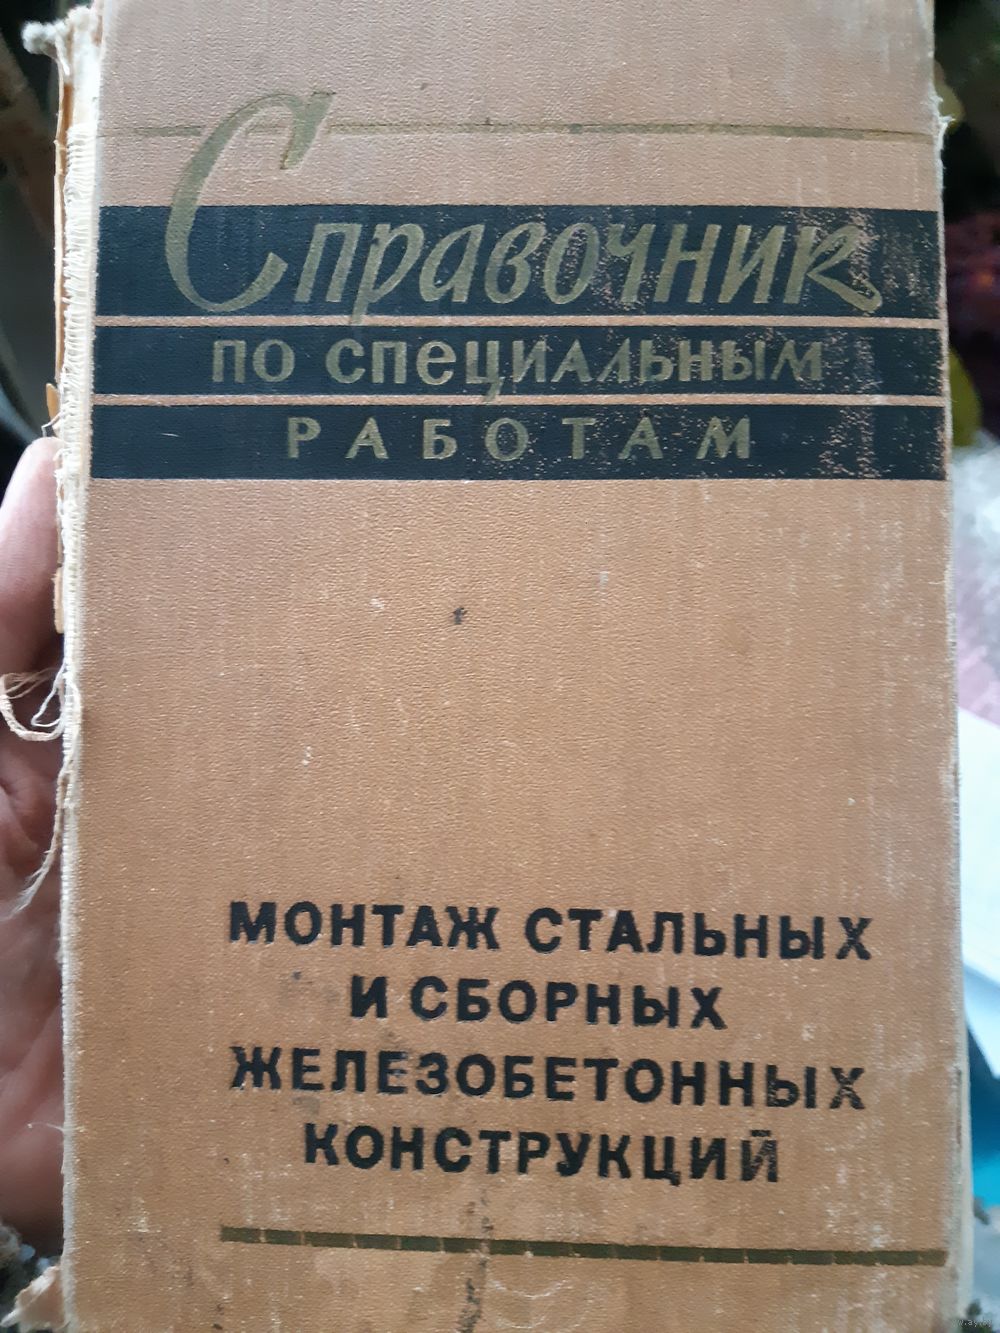 Справочник
ПО СПЕЦИАЛЬНЫМ
РАБОТАМ
МОНТАЖ СТАЛЬНЫХ
И СБОРНЫХ
ЖЕЛЕЗОБЕТОННЫХ
КОНСТРУКЦИЙ